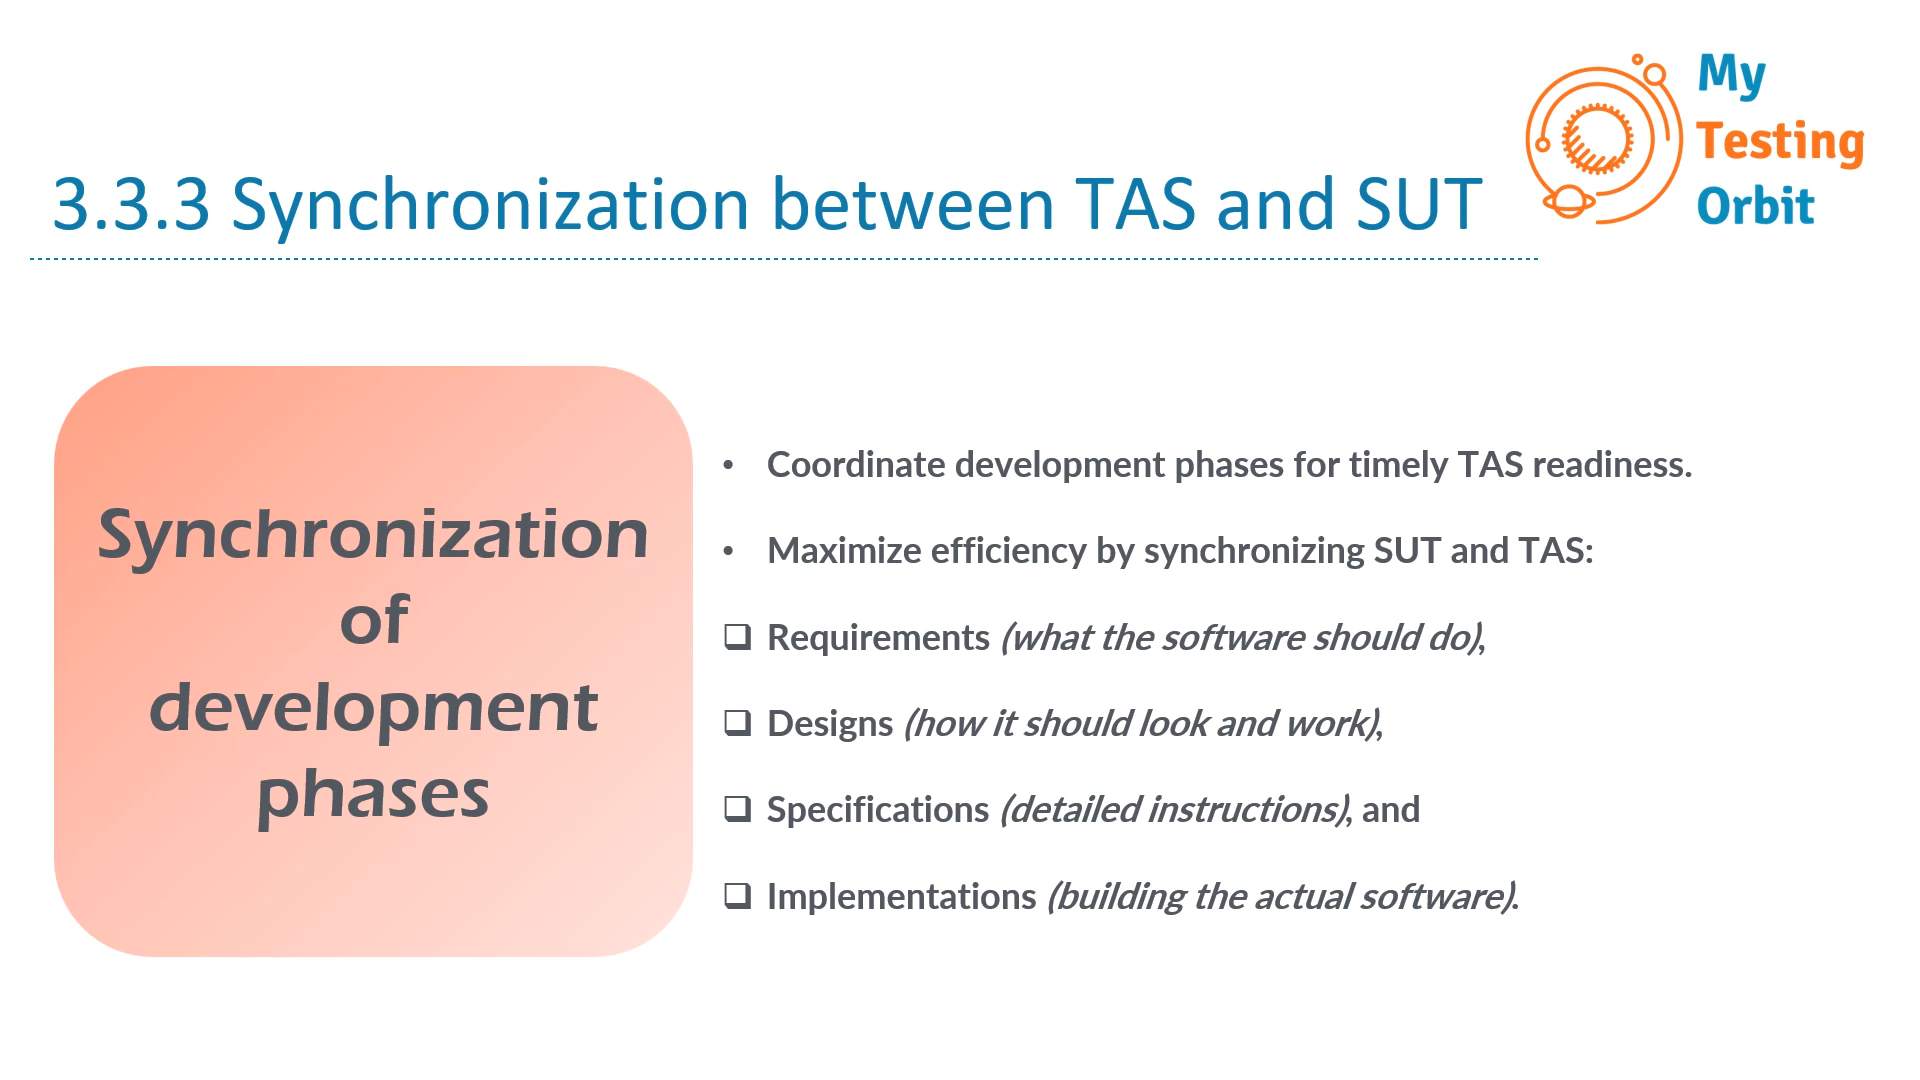 My
Testing
Orbit
3.3.3 Synchronization between TAS and SUT
Synchronization
of
development
phases
• Coordinate development phases for timely TAS readiness.
• Maximize efficiency by synchronizing SUT and TAS:
❑ Requirements (what the software should do),
❑ Designs (how it should look and work),
❑ Specifications (detailed instructions), and
❑ Implementations (building the actual software).